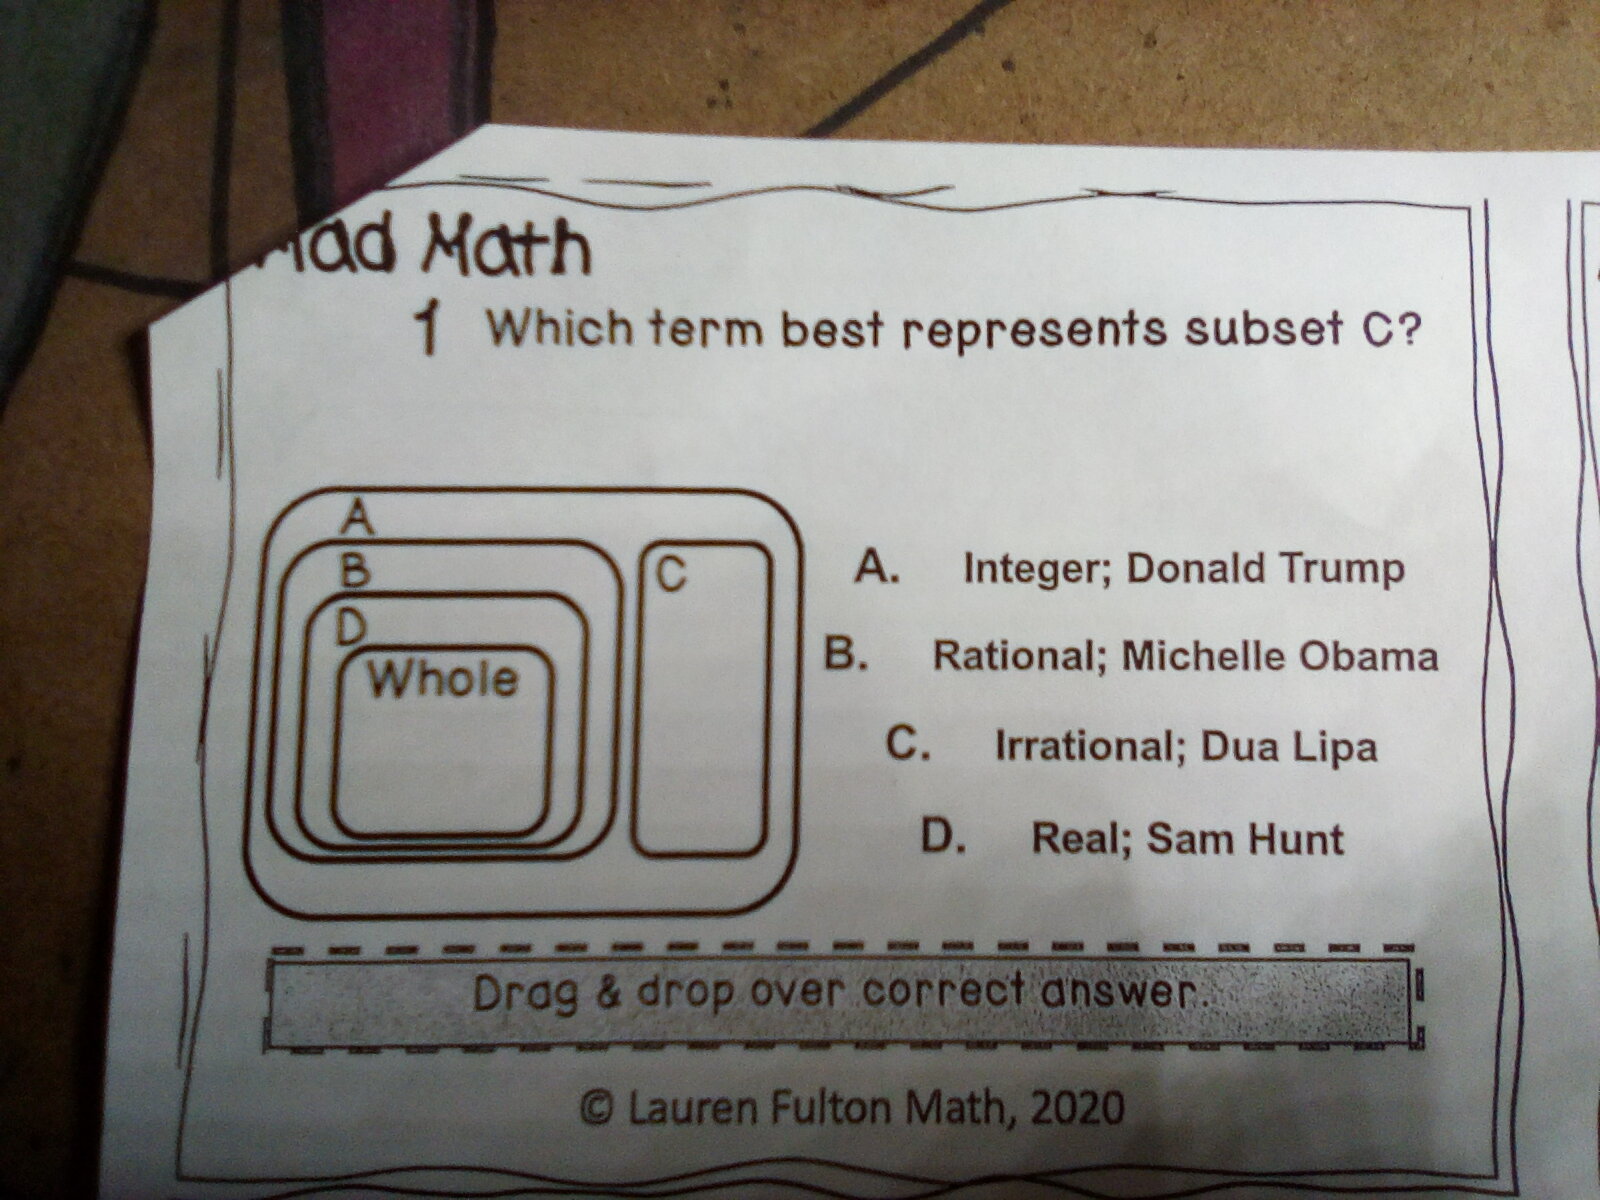 Mad Math
1 Which term best represents subset C?
A
B
C
D
Whole
A. Integer; Donald Trump
B. Rational; Michelle Obama
C. Irrational; Dua Lipa
D. Real; Sam Hunt
Drag & drop over correct answer.
© Lauren Fulton Math, 2020